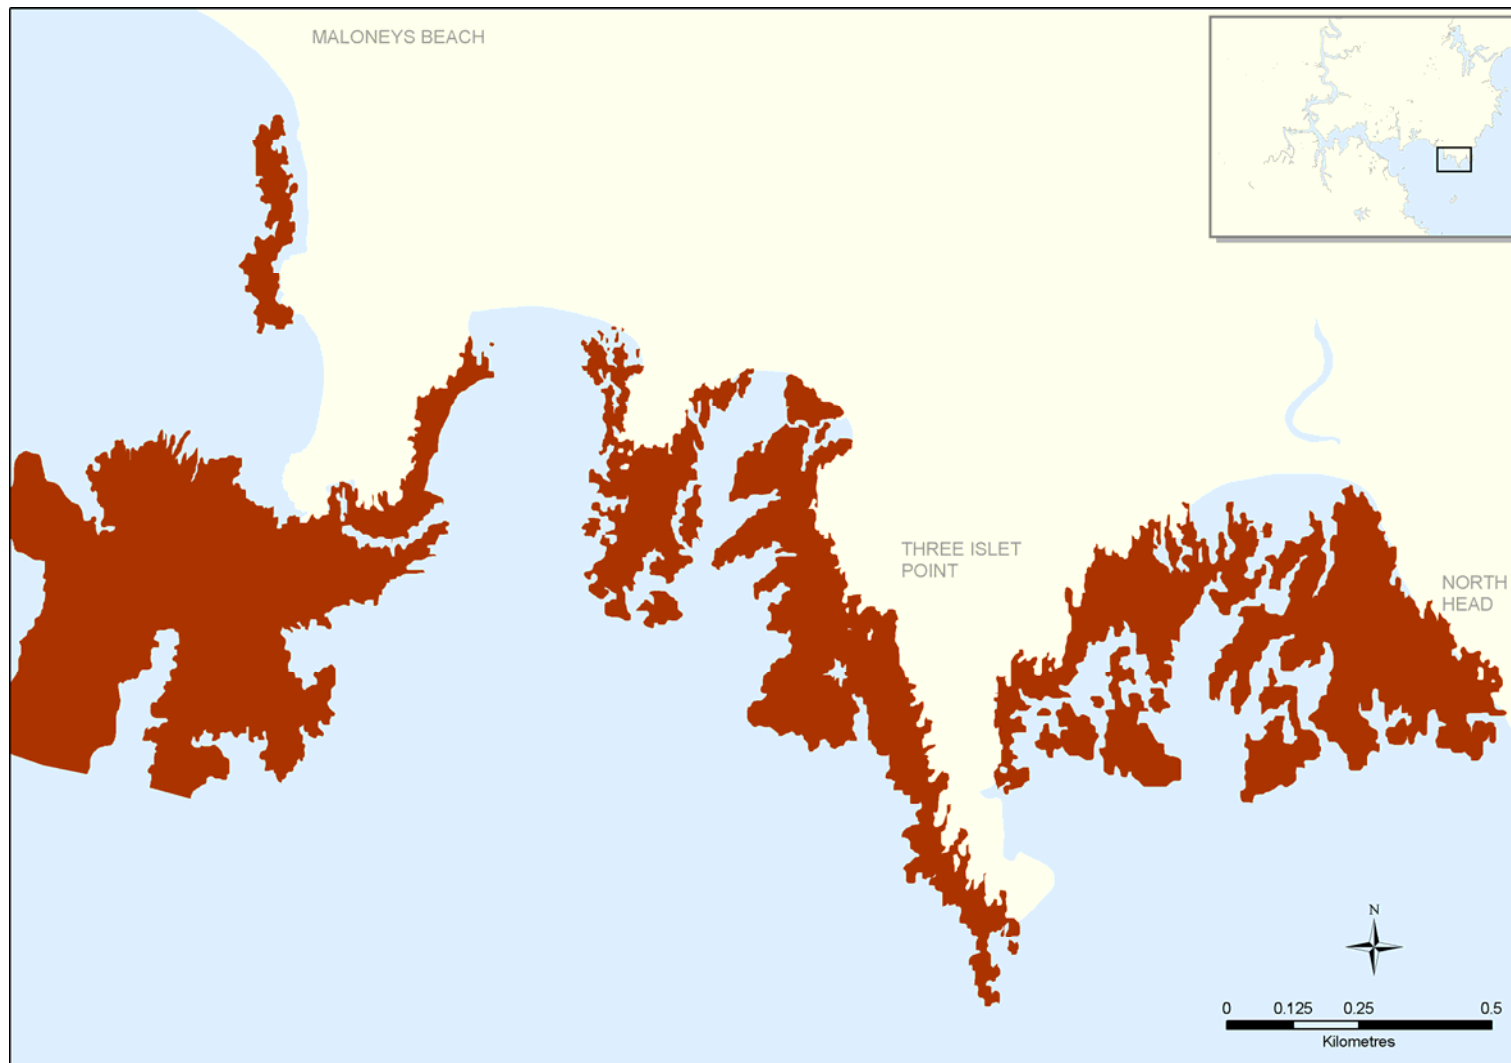 MALONEYS BEACH
THREE ISLET
POINT
NORTH
HEAD
N
0 0.125 0.25 0.5
Kilometres